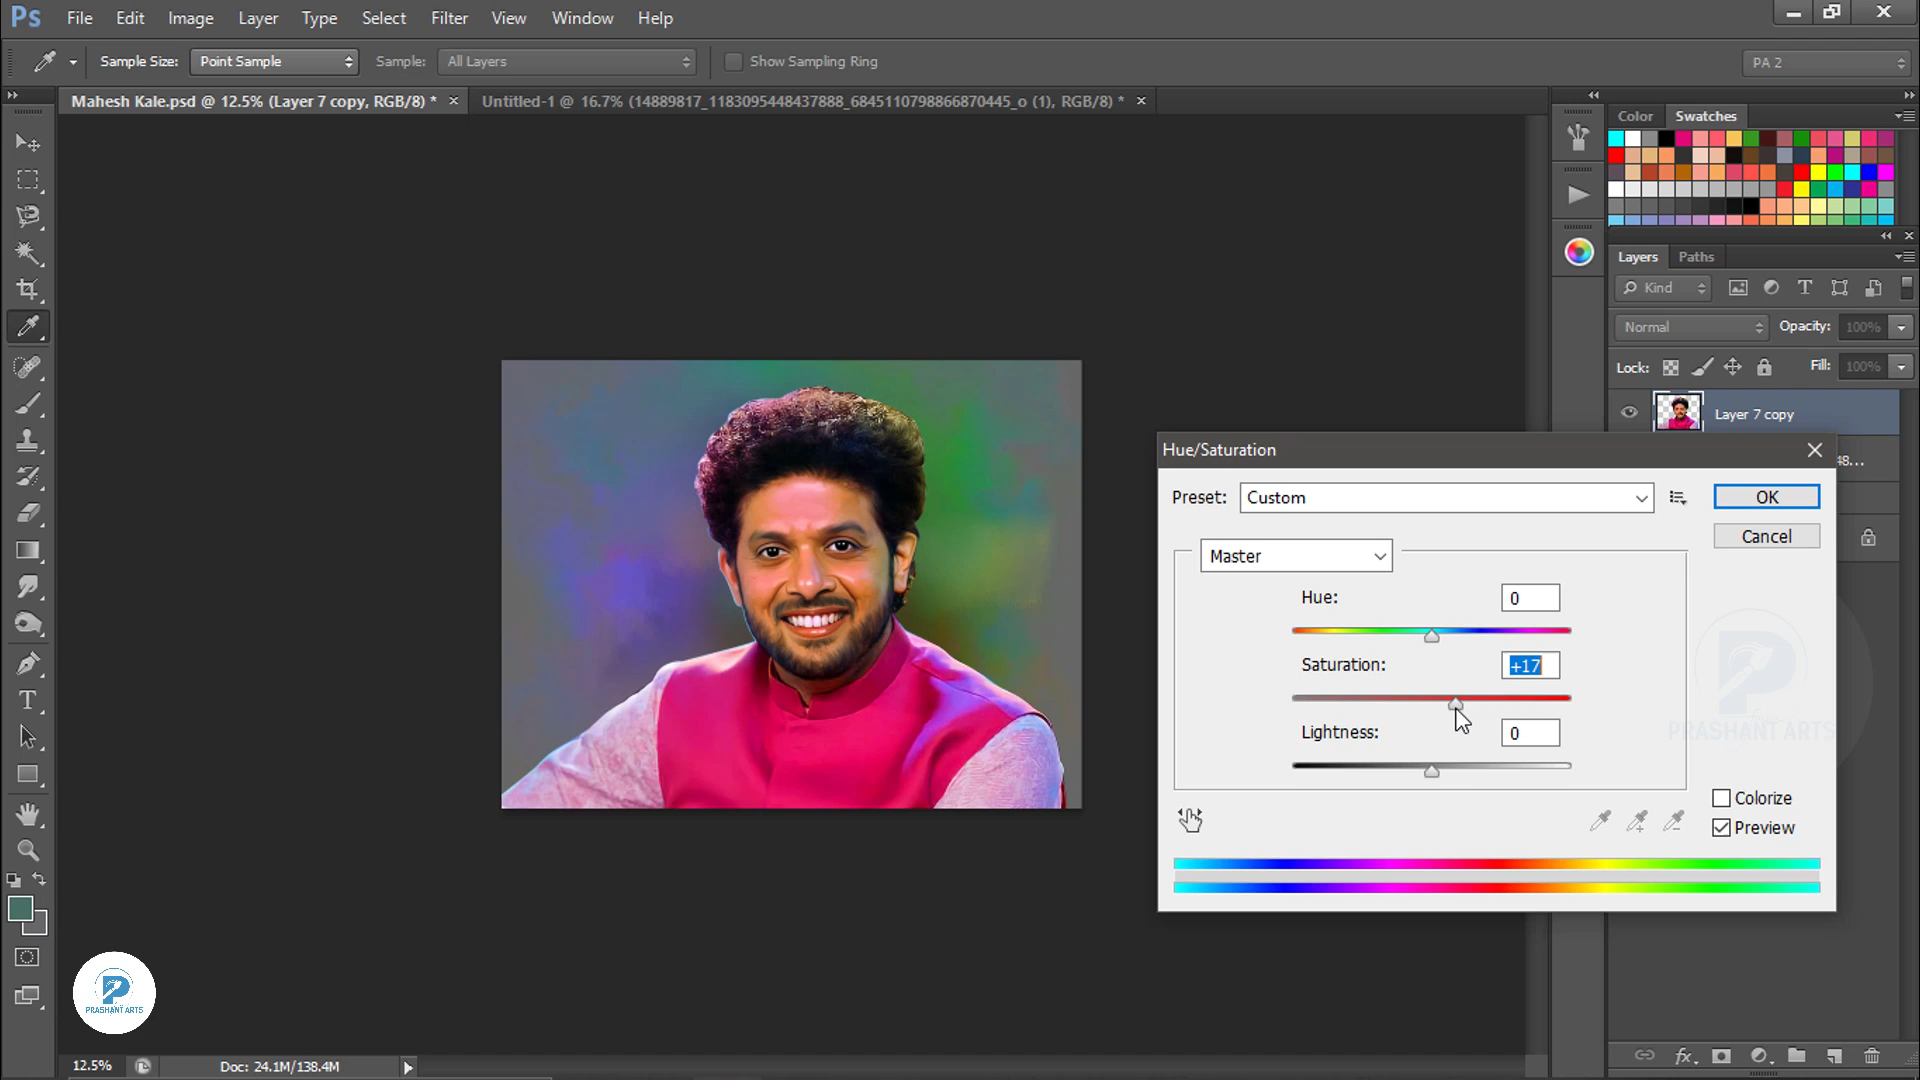 Ps File Edit Image Layer Type Select Filter View Window Help
Sample Size: Point Sample Sample: All Layers Show Sampling Ring PA 2
Mahesh Kale.psd @ 12.5% (Layer 7 copy, RGB/8) * × Untitled-1 @ 16.7% (14889817_1183095448437888_6845110798866870445_o (1), RGB/8) * ×
Color Swatches
Layers Paths
Kind
Normal Opacity: 100%
Lock: Fill: 100%
Layer 7 copy
48...
Hue/Saturation
Preset: Custom OK
Cancel
Master
Hue: 0
Saturation: +17
Lightness: 0
Colorize
Preview
PRASHANT ARTS
P
PRASHANT ARTS
12.5% Doc: 24.1M/138.4M